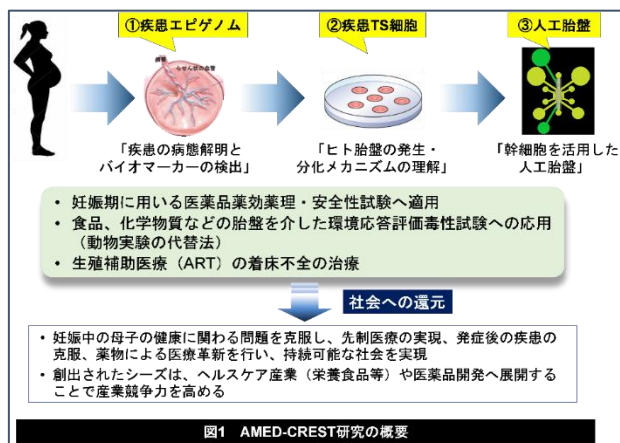 ①疾患エピゲノム
②疾患TS細胞
③人工胎盤
らせん状の血管
「疾患の病態解明と
バイオマーカーの検出」
「ヒト胎盤の発生・
分化メカニズムの理解」
「幹細胞を活用した
人工胎盤」
・ 妊娠期に用いる医薬品薬効薬理・安全性試験へ適用
・ 食品、化学物質などの胎盤を介した環境応答評価毒性試験への応用
（動物実験の代替法）
・ 生殖補助医療（ART）の着床不全の治療
社会への還元
・ 妊娠中の母子の健康に関わる問題を克服し、先制医療の実現、発症後の疾患の
克服、薬物による医療革新を行い、持続可能な社会を実現
・ 創出されたシーズは、ヘルスケア産業（栄養食品等）や医薬品開発へ展開する
ことで産業競争力を高める
図1 AMED-CREST研究の概要